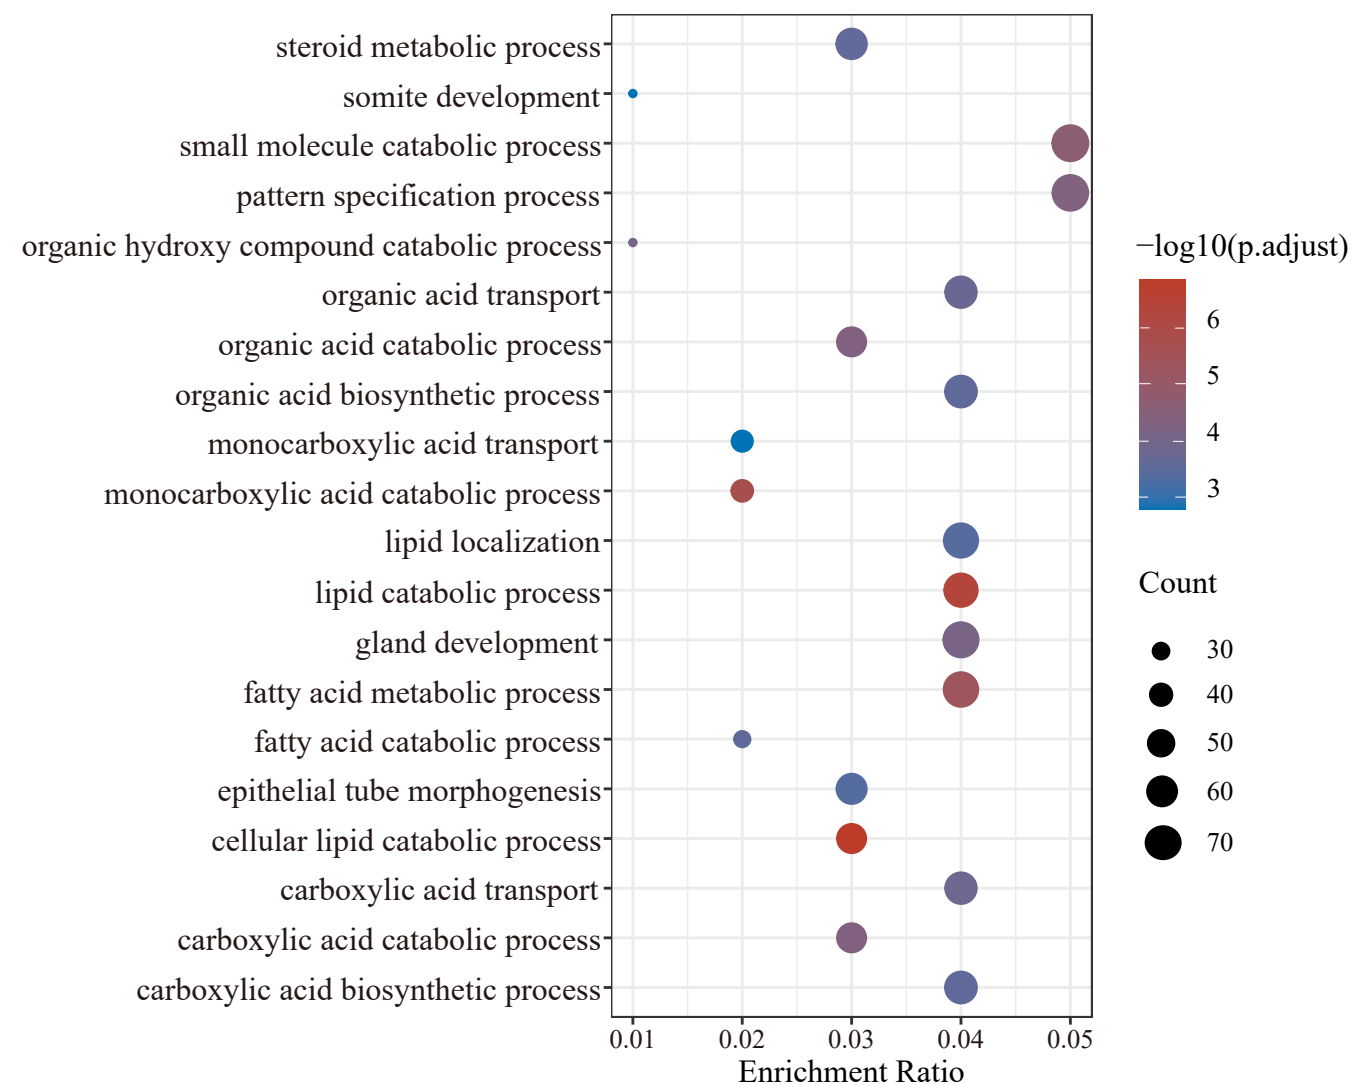 steroid metabolic process
somite development
small molecule catabolic process
pattern specification process
organic hydroxy compound catabolic process
organic acid transport
organic acid catabolic process
organic acid biosynthetic process
monocarboxylic acid transport
monocarboxylic acid catabolic process
lipid localization
lipid catabolic process
gland development
fatty acid metabolic process
fatty acid catabolic process
epithelial tube morphogenesis
cellular lipid catabolic process
carboxylic acid transport
carboxylic acid catabolic process
carboxylic acid biosynthetic process
0.01 0.02 0.03 0.04 0.05
Enrichment Ratio
−log10(p.adjust)
6
5
4
3
Count
30
40
50
60
70